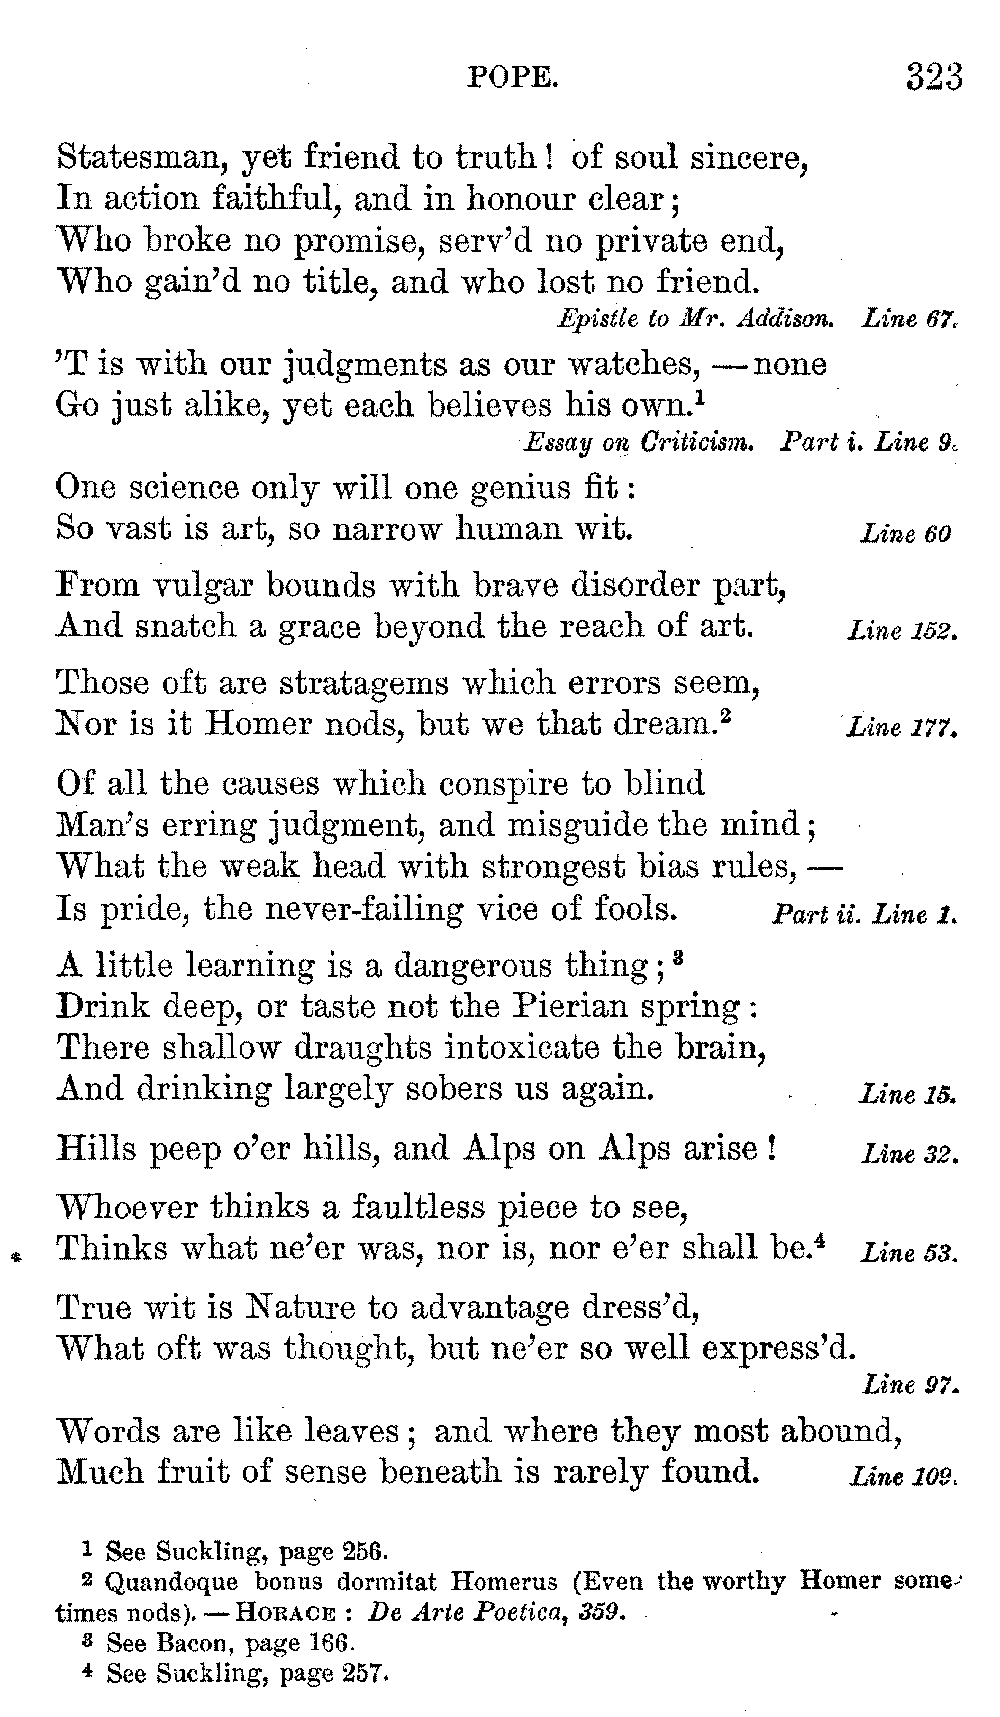 POPE. 323
Statesman, yet friend to truth! of soul sincere,
In action faithful, and in honour clear;
Who broke no promise, serv'd no private end,
Who gain'd no title, and who lost no friend.
Epistle to Mr. Addison. Line 67.
'T is with our judgments as our watches, — none
Go just alike, yet each believes his own.¹
Essay on Criticism. Part i. Line 9.
One science only will one genius fit:
So vast is art, so narrow human wit. Line 60
From vulgar bounds with brave disorder part,
And snatch a grace beyond the reach of art. Line 152.
Those oft are stratagems which errors seem,
Nor is it Homer nods, but we that dream.² Line 177.
Of all the causes which conspire to blind
Man's erring judgment, and misguide the mind;
What the weak head with strongest bias rules, —
Is pride, the never-failing vice of fools. Part ii. Line 1.
A little learning is a dangerous thing;³
Drink deep, or taste not the Pierian spring:
There shallow draughts intoxicate the brain,
And drinking largely sobers us again. Line 15.
Hills peep o'er hills, and Alps on Alps arise! Line 32.
Whoever thinks a faultless piece to see,
Thinks what ne'er was, nor is, nor e'er shall be.⁴ Line 53.
True wit is Nature to advantage dress'd,
What oft was thought, but ne'er so well express'd.
Line 97.
Words are like leaves; and where they most abound,
Much fruit of sense beneath is rarely found. Line 109.
¹ See Suckling, page 256.
² Quandoque bonus dormitat Homerus (Even the worthy Homer some-
times nods). — HORACE: De Arte Poetica, 359.
³ See Bacon, page 166.
⁴ See Suckling, page 257.